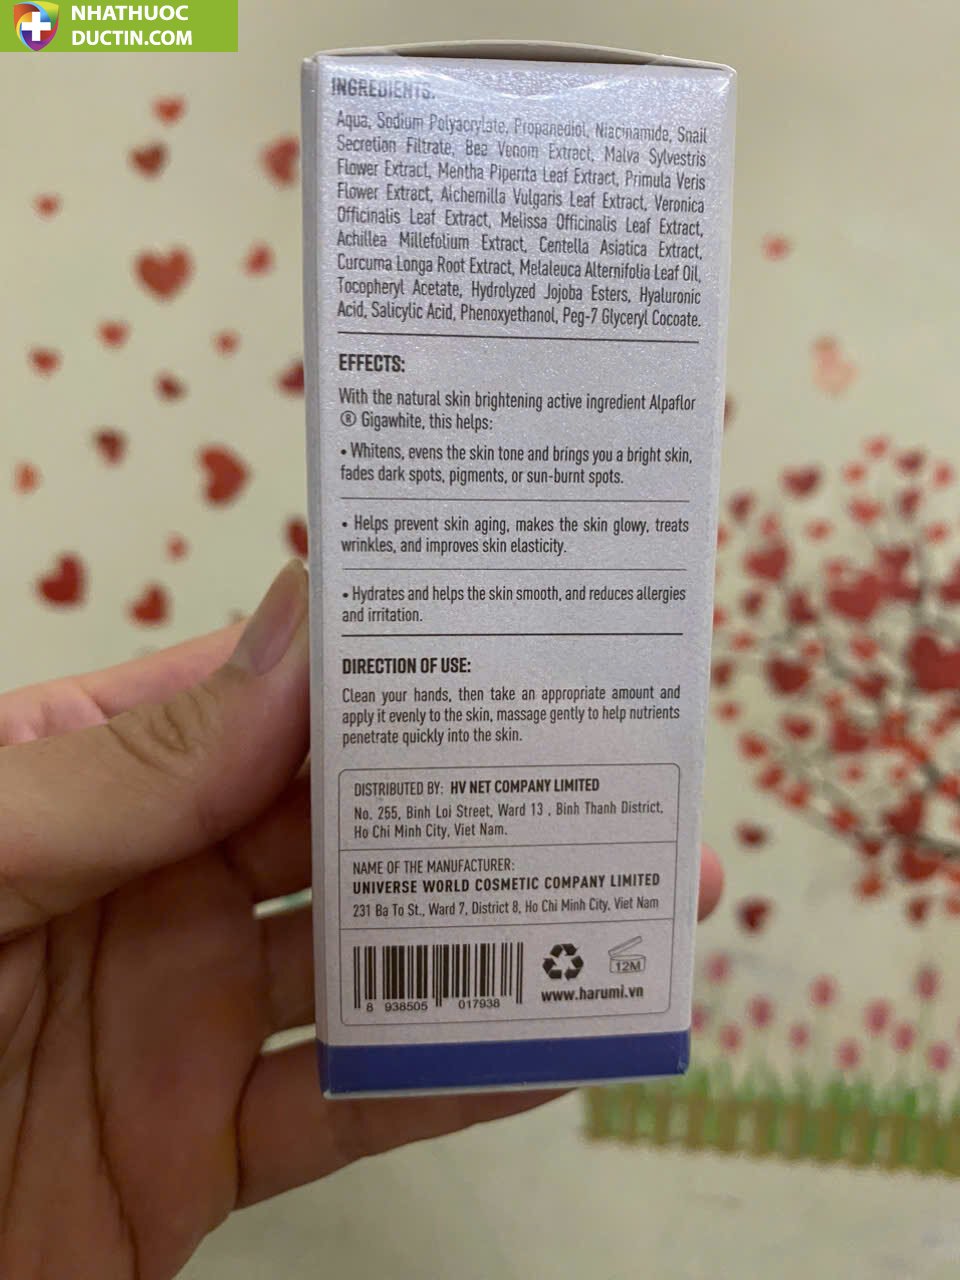 NHATHUOC
DUCTIN.COM
INGREDIENTS:
Aqua, Sodium Polyacrylate, Propanediol, Niacinamide, Snail
Secretion Filtrate, Bee Venom Extract, Malva Sylvestris
Flower Extract, Mentha Piperita Leaf Extract, Primula Veris
Flower Extract, Alchemilla Vulgaris Leaf Extract, Veronica
Officinalis Leaf Extract, Melissa Officinalis Leaf Extract,
Achillea Millefolium Extract, Centella Asiatica Extract,
Curcuma Longa Root Extract, Melaleuca Alternifolia Leaf Oil,
Tocopheryl Acetate, Hydrolyzed Jojoba Esters, Hyaluronic
Acid, Salicylic Acid, Phenoxyethanol, Peg-7 Glyceryl Cocoate.
EFFECTS:
With the natural skin brightening active ingredient Alpaflor
® Gigawhite, this helps:
• Whitens, evens the skin tone and brings you a bright skin,
fades dark spots, pigments, or sun-burnt spots.
• Helps prevent skin aging, makes the skin glowy, treats
wrinkles, and improves skin elasticity.
• Hydrates and helps the skin smooth, and reduces allergies
and irritation.
DIRECTION OF USE:
Clean your hands, then take an appropriate amount and
apply it evenly to the skin, massage gently to help nutrients
penetrate quickly into the skin.
DISTRIBUTED BY: HV NET COMPANY LIMITED
No. 255, Binh Loi Street, Ward 13 , Binh Thanh District,
Ho Chi Minh City, Viet Nam.
NAME OF THE MANUFACTURER:
UNIVERSE WORLD COSMETIC COMPANY LIMITED
231 Ba To St., Ward 7, District 8, Ho Chi Minh City, Viet Nam
12M
www.harumi.vn
8 938505 017938